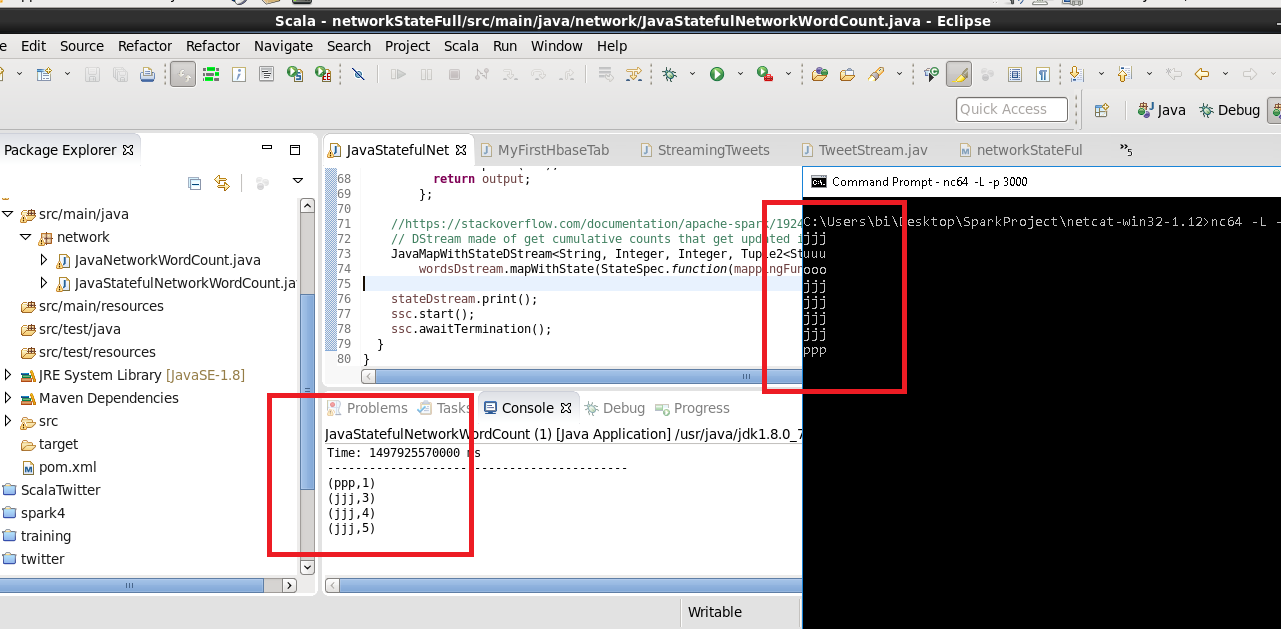 Scala - networkStateFull/src/main/java/network/JavaStatefulNetworkWordCount.java - Eclipse
e Edit Source Refactor Refactor Navigate Search Project Scala Run Window Help
Quick Access
Java
Debug
Package Explorer
src/main/java
network
JavaNetworkWordCount.java
JavaStatefulNetworkWordCount.ja
src/main/resources
src/test/java
src/test/resources
JRE System Library [JavaSE-1.8]
Maven Dependencies
src
target
pom.xml
ScalaTwitter
spark4
training
twitter
JavaStatefulNet
MyFirstHbaseTab
StreamingTweets
TweetStream.jav
networkStateFul
»5
68 return output;
69 };
70
71 //https://stackoverflow.com/documentation/apache-spark/1924
72 // DStream made of get cumulative counts that get updated i
73 JavaMapWithStateDStream<String, Integer, Integer, Tuple2<St
74 wordsDstream.mapWithState(StateSpec.function(mappingFun
75
76 stateDstream.print();
77 ssc.start();
78 ssc.awaitTermination();
79 }
80 }
Problems Tasks Console Debug Progress
JavaStatefulNetworkWordCount (1) [Java Application] /usr/java/jdk1.8.0_7
Time: 1497925570000 ms
-------------------------------------------
(ppp,1)
(jjj,3)
(jjj,4)
(jjj,5)
Writable
Command Prompt - nc64 -L -p 3000
C:\Users\bi\Desktop\SparkProject\netcat-win32-1.12>nc64 -L -
jjj
uuu
ooo
jjj
jjj
jjj
jjj
ppp